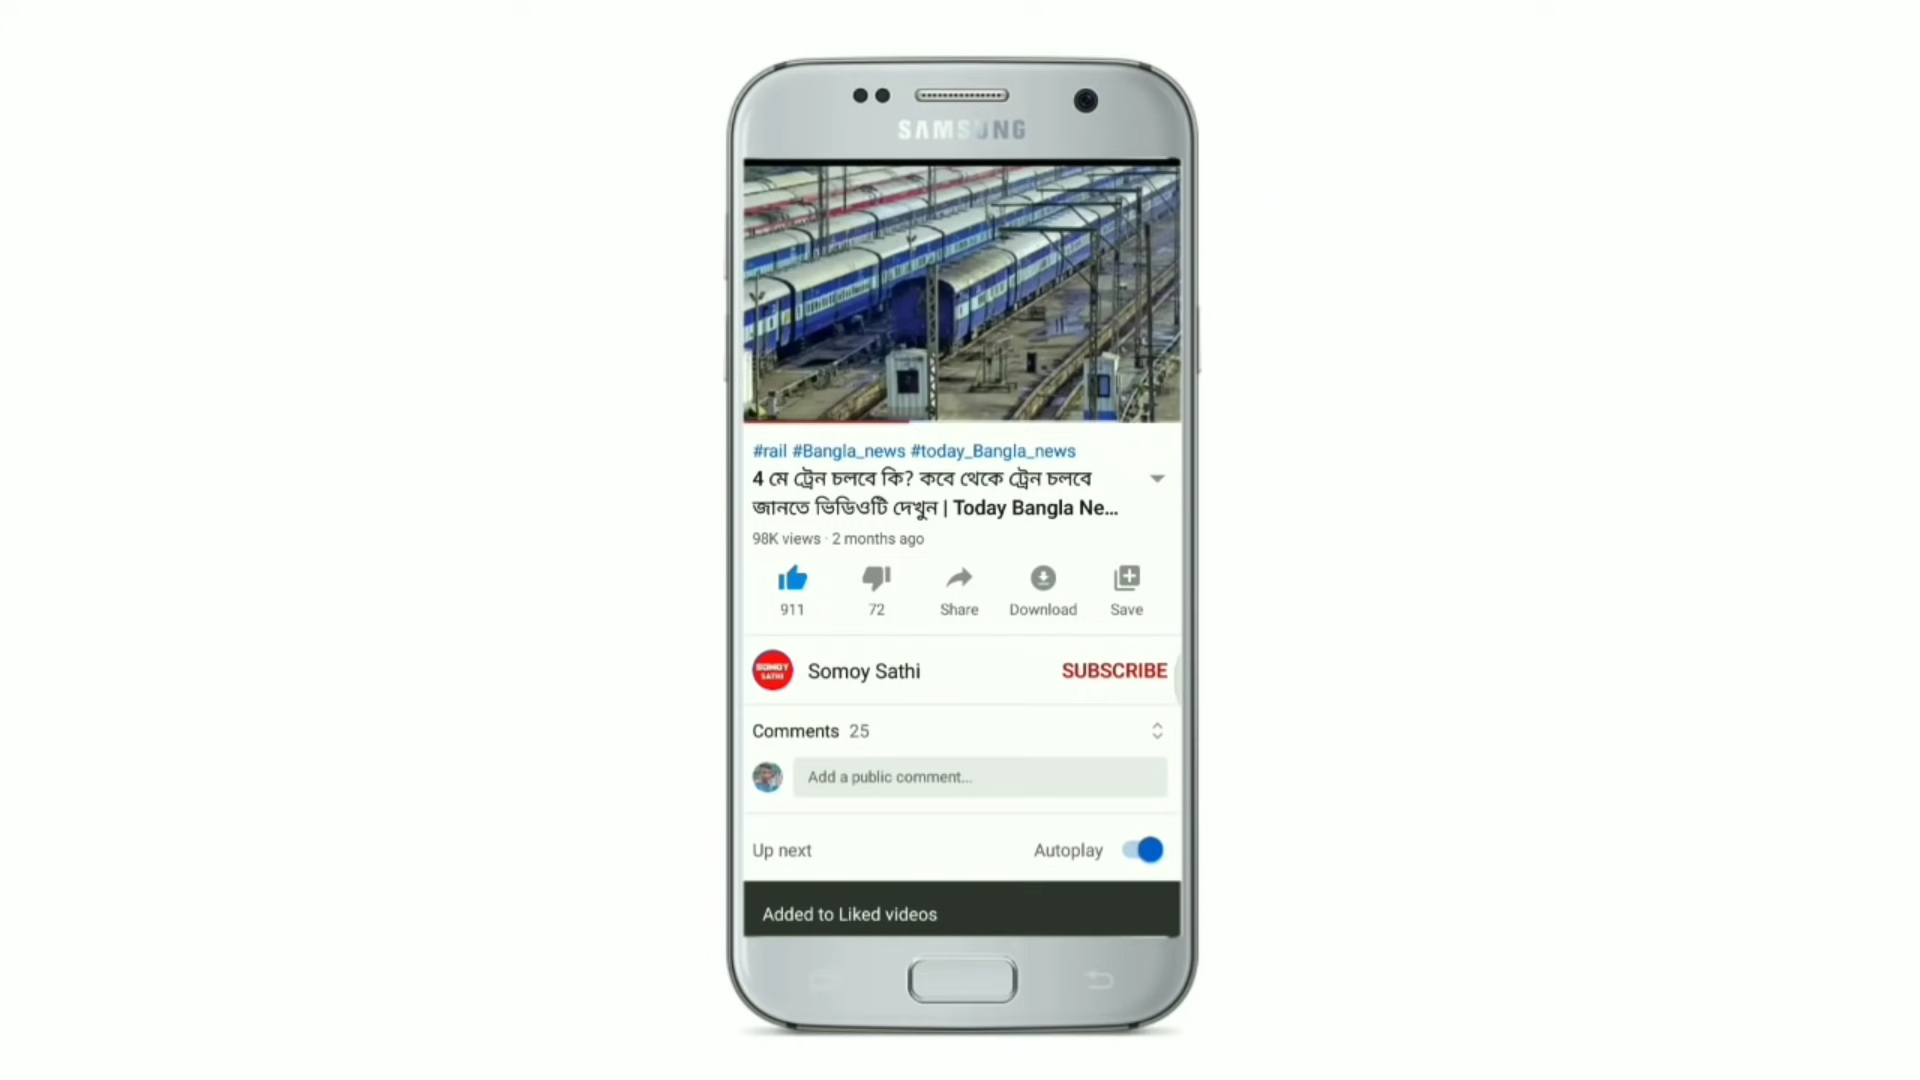 SAMSUNG
#rail #Bangla_news #today_Bangla_news
4 মে ট্রেন চলবে কি? কবে থেকে ট্রেন চলবে
জানতে ভিডিওটি দেখুন | Today Bangla Ne...
98K views · 2 months ago
911
72
Share
Download
Save
SOMOY
SATHI
Somoy Sathi
SUBSCRIBE
Comments 25
Add a public comment...
Up next
Autoplay
Added to Liked videos